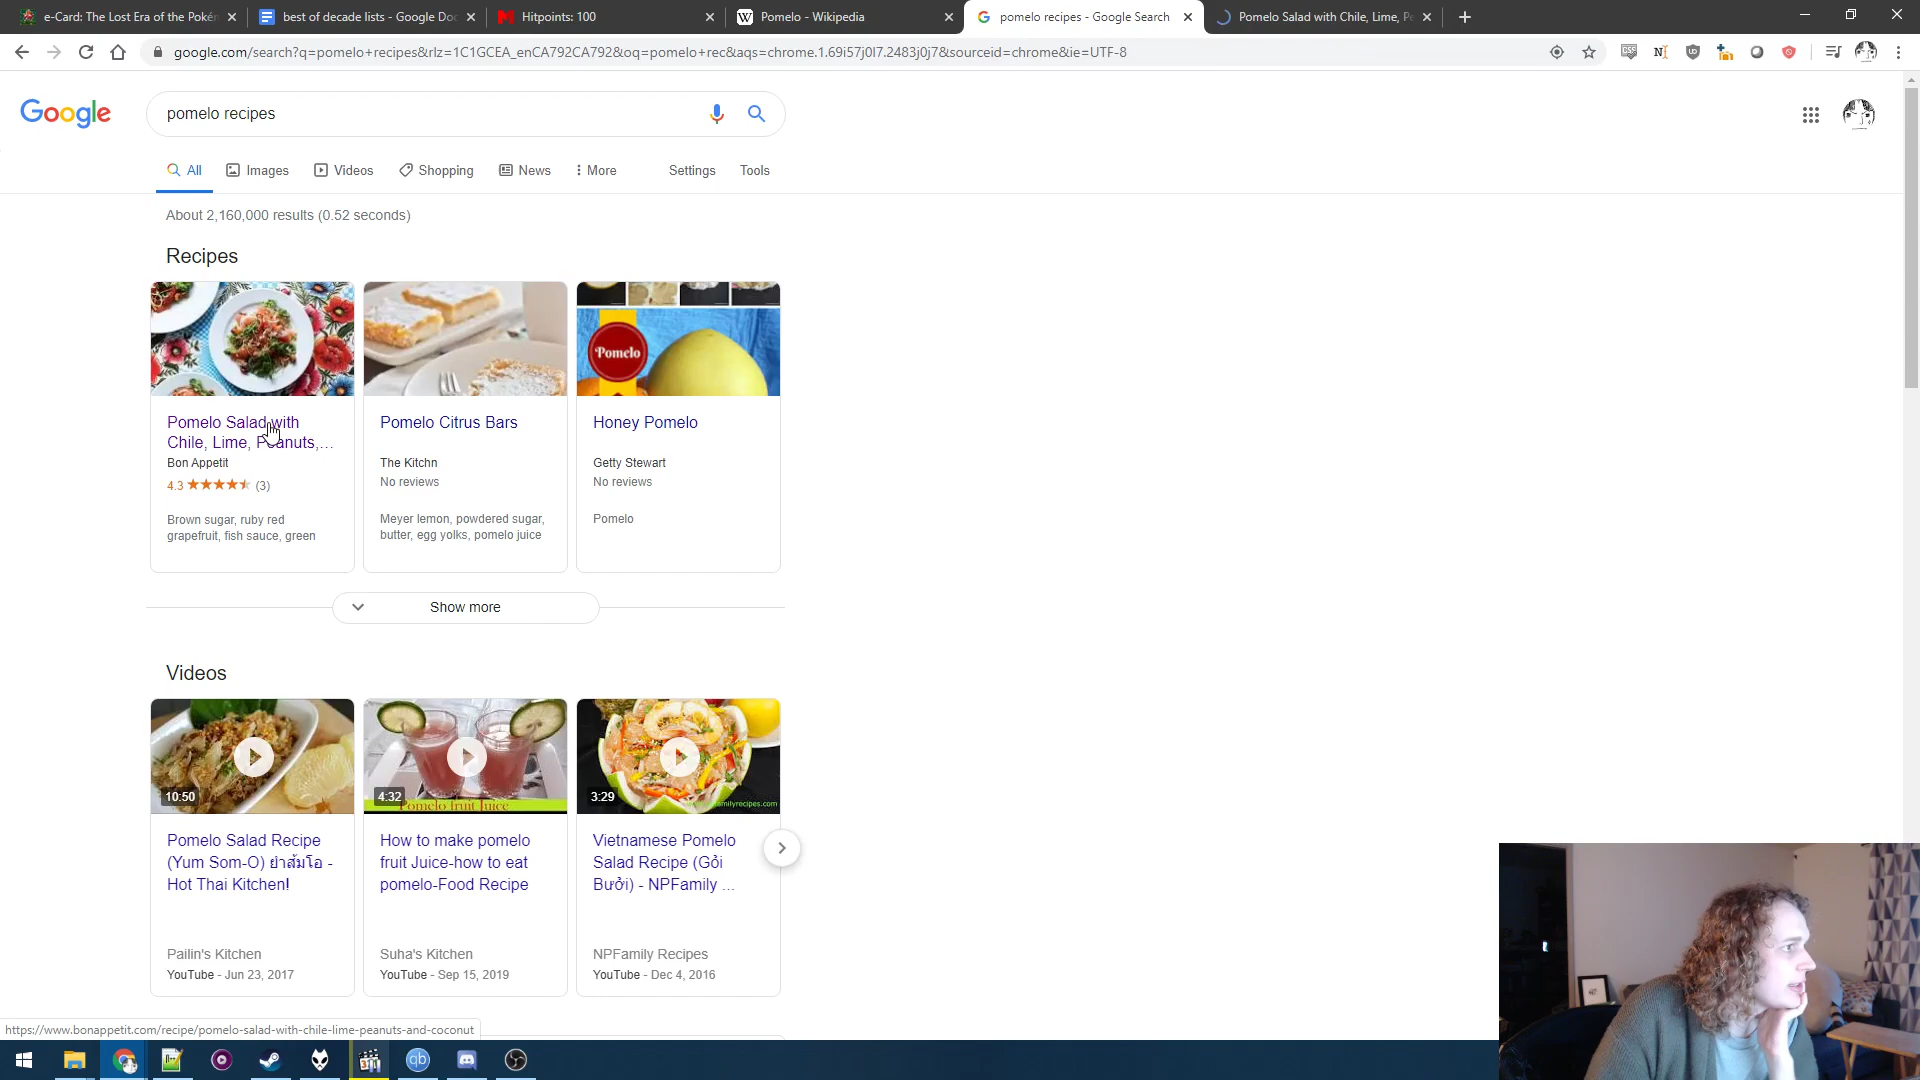 e-Card: The Lost Era of the Poké
best of decade lists - Google Doc
Hitpoints: 100
Pomelo - Wikipedia
pomelo recipes - Google Search
Pomelo Salad with Chile, Lime, P
google.com/search?q=pomelo+recipes&rlz=1C1GCEA_enCA792CA792&oq=pomelo+rec&aqs=chrome.1.69i57j0l7.2483j0j7&sourceid=chrome&ie=UTF-8
Google
pomelo recipes
All
Images
Videos
Shopping
News
More
Settings
Tools
About 2,160,000 results (0.52 seconds)
Recipes
Pomelo
Pomelo Salad with
Chile, Lime, Peanuts,...
Bon Appetit
4.3
(3)
Brown sugar, ruby red
grapefruit, fish sauce, green
Pomelo Citrus Bars
The Kitchn
No reviews
Meyer lemon, powdered sugar,
butter, egg yolks, pomelo juice
Honey Pomelo
Getty Stewart
No reviews
Pomelo
Show more
Videos
10:50
Pomelo Salad Recipe
(Yum Som-O) ยำส้มโอ -
Hot Thai Kitchen!
Pailin's Kitchen
YouTube - Jun 23, 2017
Pomelo fruit juice
4:32
How to make pomelo
fruit Juice-how to eat
pomelo-Food Recipe
Suha's Kitchen
YouTube - Sep 15, 2019
3:29
Vietnamese Pomelo
Salad Recipe (Gỏi
Bưởi) - NPFamily ...
NPFamily Recipes
YouTube - Dec 4, 2016
https://www.bonappetit.com/recipe/pomelo-salad-with-chile-lime-peanuts-and-coconut
qb